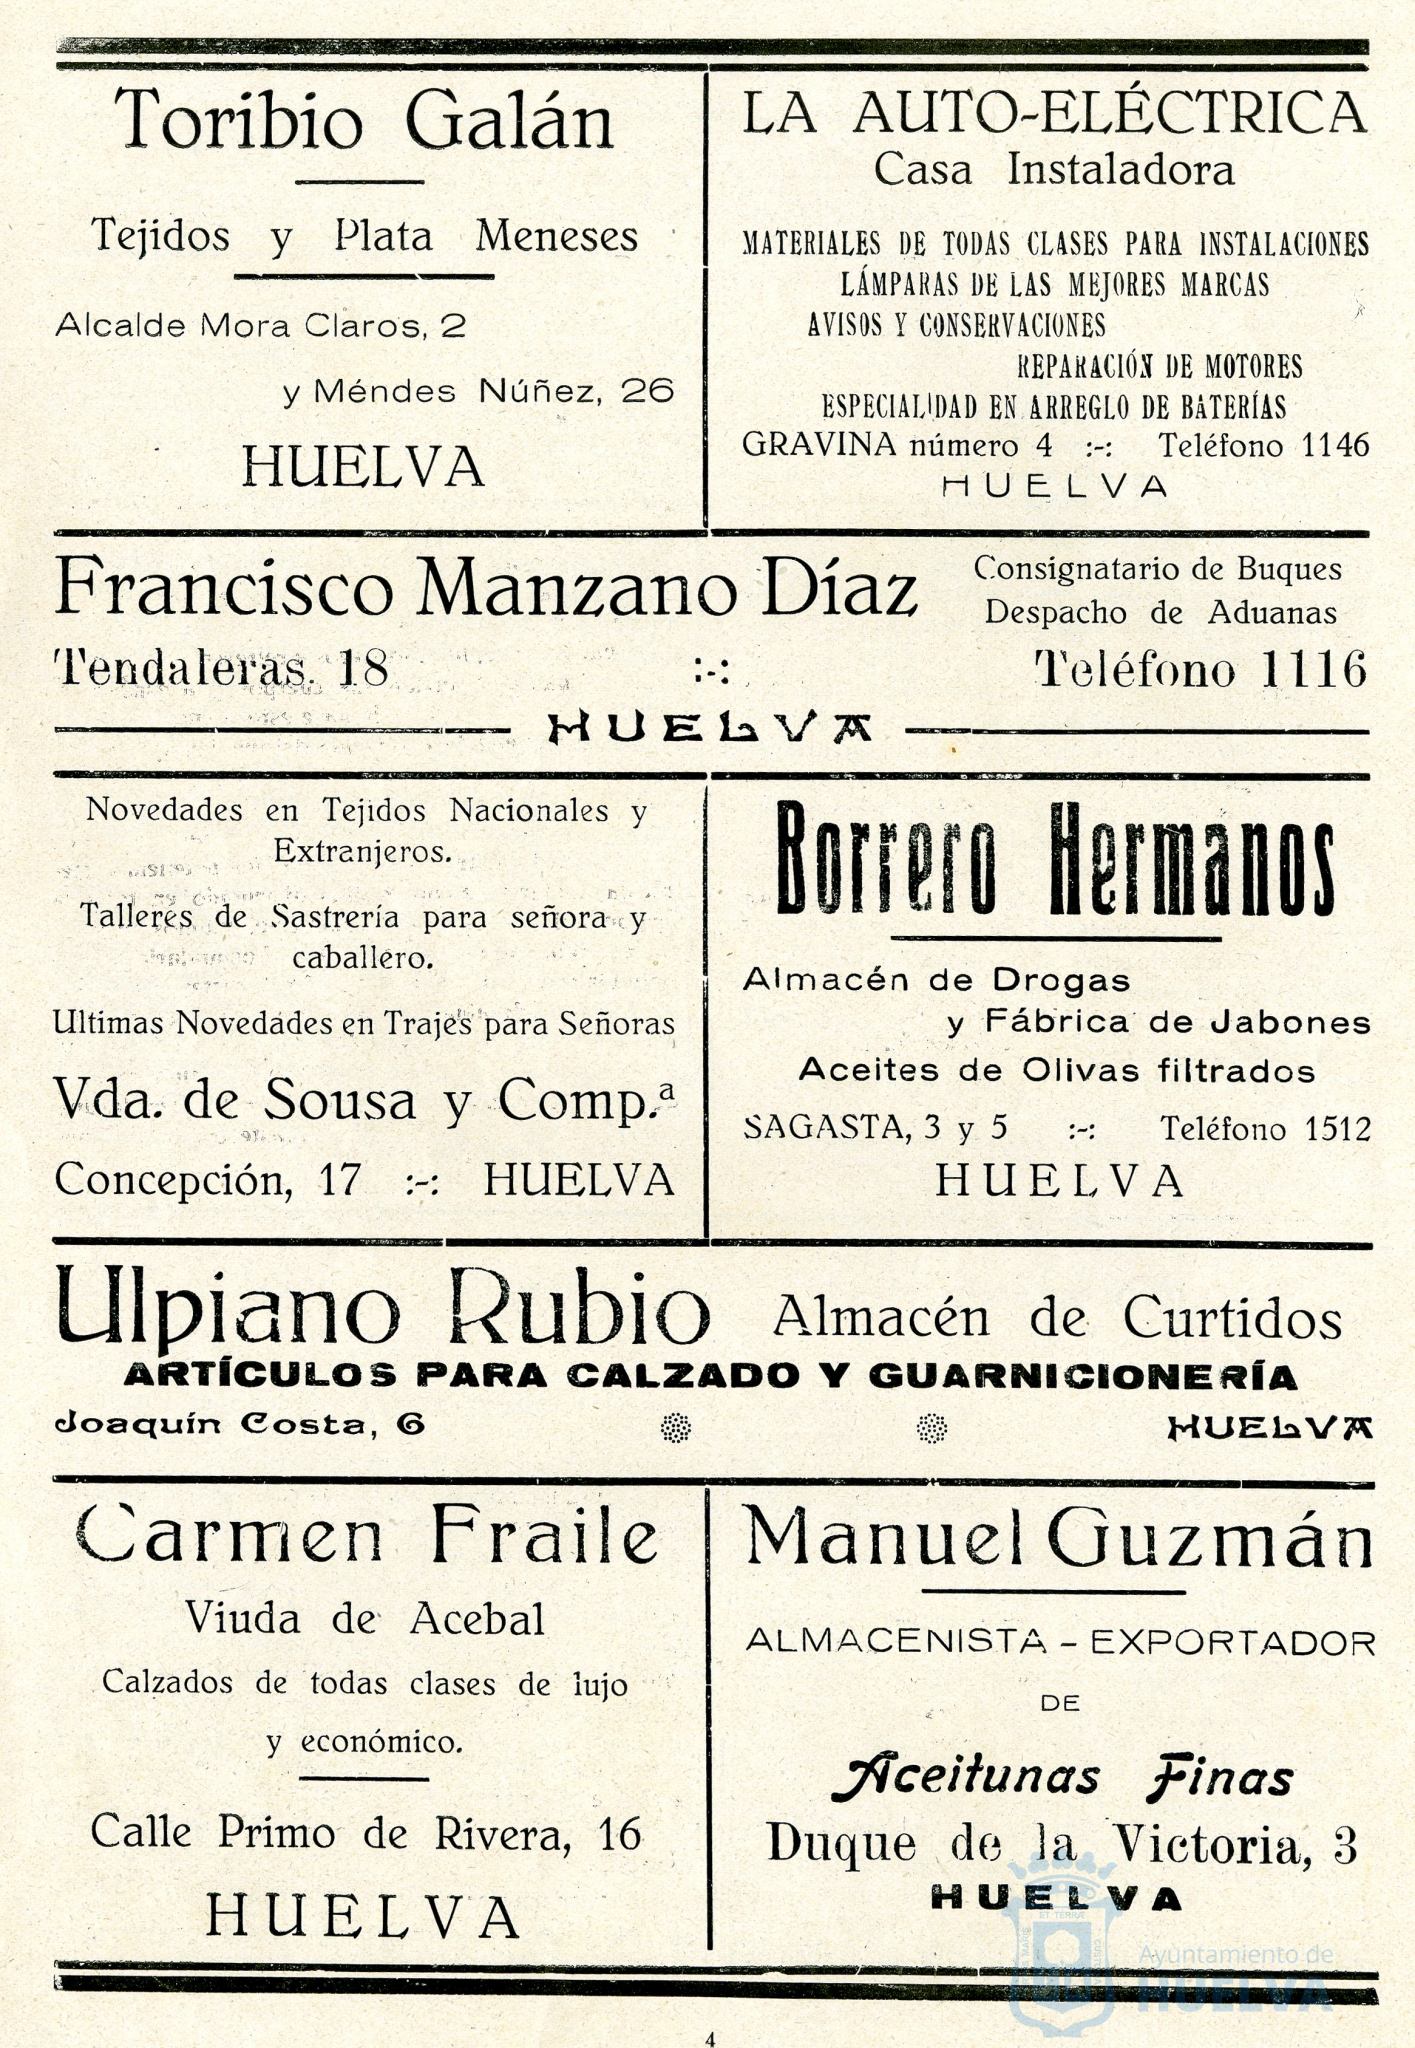 Toribio Galán
Tejidos y Plata Meneses
Alcalde Mora Claros, 2
y Méndes Núñez, 26
HUELVA
LA AUTO-ELÉCTRICA
Casa Instaladora
MATERIALES DE TODAS CLASES PARA INSTALACIONES
LÁMPARAS DE LAS MEJORES MARCAS
AVISOS Y CONSERVACIONES
REPARACIÓN DE MOTORES
ESPECIALIDAD EN ARREGLO DE BATERÍAS
GRAVINA número 4 :-: Teléfono 1146
HUELVA
Francisco Manzano Díaz
Consignatario de Buques
Despacho de Aduanas
Tendaleras. 18 :-: Teléfono 1116
HUELVA
Novedades en Tejidos Nacionales y
Extranjeros.
Talleres de Sastrería para señora y
caballero.
Ultimas Novedades en Trajes para Señoras
Vda. de Sousa y Comp.ª
Concepción, 17 :-: HUELVA
Borrero Hermanos
Almacén de Drogas
y Fábrica de Jabones
Aceites de Olivas filtrados
SAGASTA, 3 y 5 :-: Teléfono 1512
HUELVA
Ulpiano Rubio Almacén de Curtidos
ARTÍCULOS PARA CALZADO Y GUARNICIONERÍA
Joaquín Costa, 6 HUELVA
Carmen Fraile
Viuda de Acebal
Calzados de todas clases de lujo
y económico.
Calle Primo de Rivera, 16
HUELVA
Manuel Guzmán
ALMACENISTA - EXPORTADOR
DE
Aceitunas Finas
Duque de la Victoria, 3
HUELVA
Ayuntamiento de
HUELVA
4